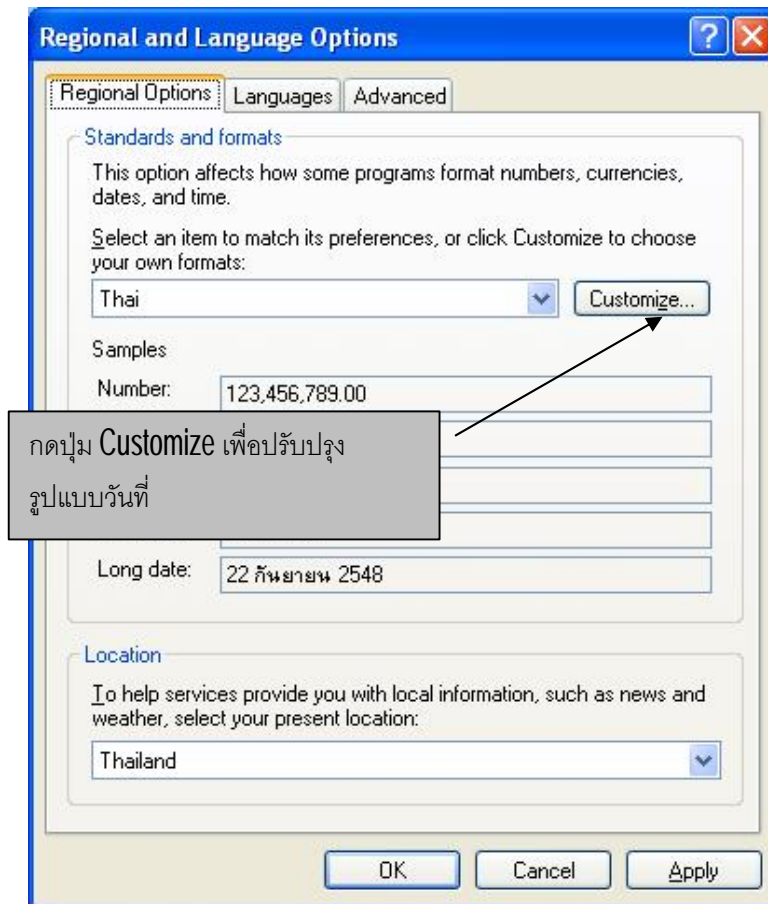 Regional and Language Options
Regional Options
Languages
Advanced
Standards and formats
This option affects how some programs format numbers, currencies,
dates, and time.
Select an item to match its preferences, or click Customize to choose
your own formats:
Thai
Customize...
Samples
Number:
123,456,789.00
กดปุ่ม Customize เพื่อปรับปรุง
รูปแบบวันที่
Long date:
22 กันยายน 2548
Location
To help services provide you with local information, such as news and
weather, select your present location:
Thailand
OK
Cancel
Apply